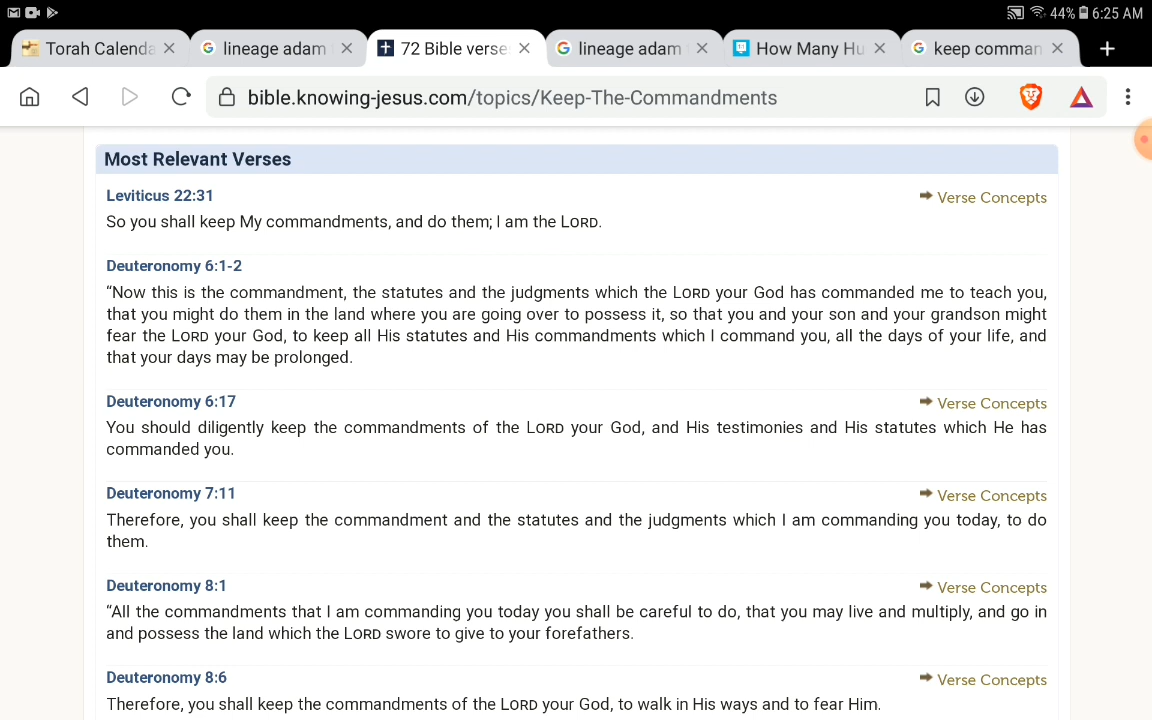 44% 6:25 AM
Torah Calenda lineage adam 72 Bible verse lineage adam How Many Hu keep comman
bible.knowing-jesus.com/topics/Keep-The-Commandments
Most Relevant Verses
Leviticus 22:31 Verse Concepts
So you shall keep My commandments, and do them; I am the LORD.
Deuteronomy 6:1-2
“Now this is the commandment, the statutes and the judgments which the LORD your God has commanded me to teach you,
that you might do them in the land where you are going over to possess it, so that you and your son and your grandson might
fear the LORD your God, to keep all His statutes and His commandments which I command you, all the days of your life, and
that your days may be prolonged.
Deuteronomy 6:17 Verse Concepts
You should diligently keep the commandments of the LORD your God, and His testimonies and His statutes which He has
commanded you.
Deuteronomy 7:11 Verse Concepts
Therefore, you shall keep the commandment and the statutes and the judgments which I am commanding you today, to do
them.
Deuteronomy 8:1 Verse Concepts
“All the commandments that I am commanding you today you shall be careful to do, that you may live and multiply, and go in
and possess the land which the LORD swore to give to your forefathers.
Deuteronomy 8:6 Verse Concepts
Therefore, you shall keep the commandments of the LORD your God, to walk in His ways and to fear Him.